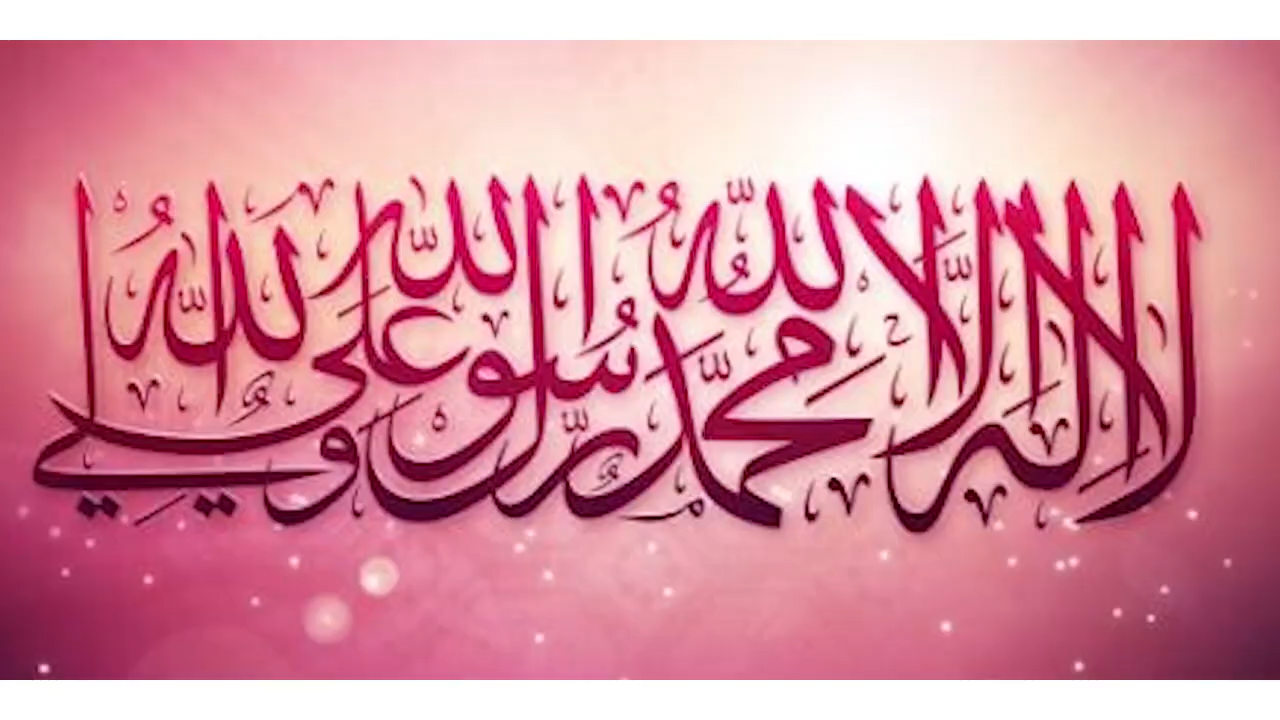 لا إله إلا الله محمد رسول الله علي ولي الله